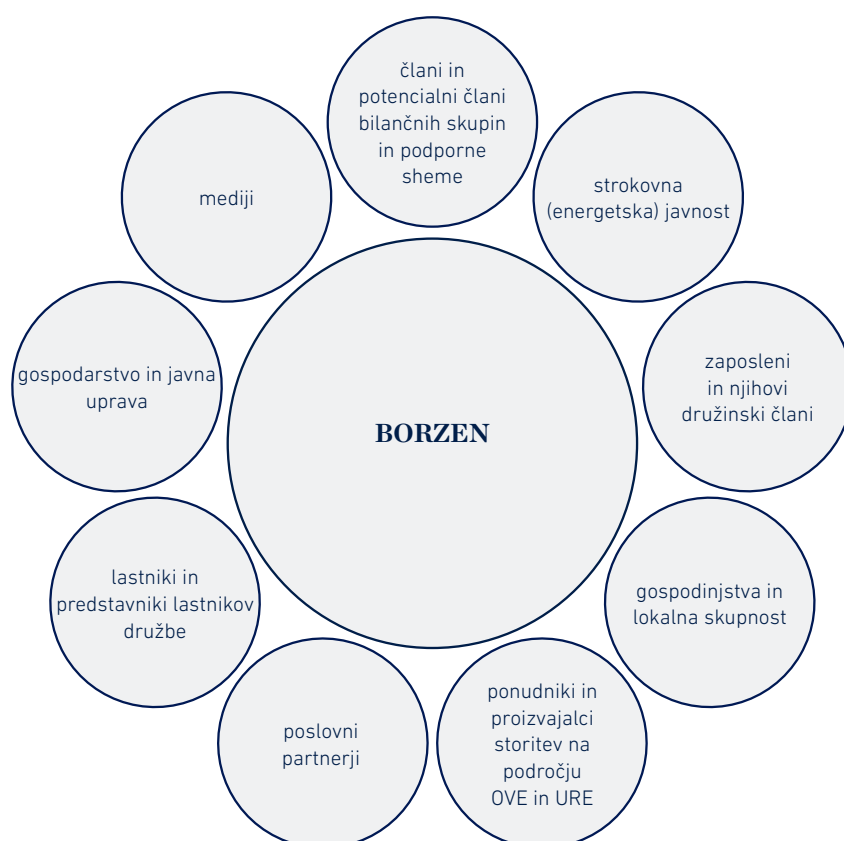 člani in
potencialni člani
bilančnih skupin
in podporne
sheme
strokovna
(energetska) javnost
zaposleni
in njihovi
družinski člani
gospodinjstva in
lokalna skupnost
ponudniki in
proizvajalci
storitev na
področju
OVE in URE
poslovni
partnerji
lastniki in
predstavniki lastnikov
družbe
gospodarstvo in javna
uprava
mediji
BORZEN